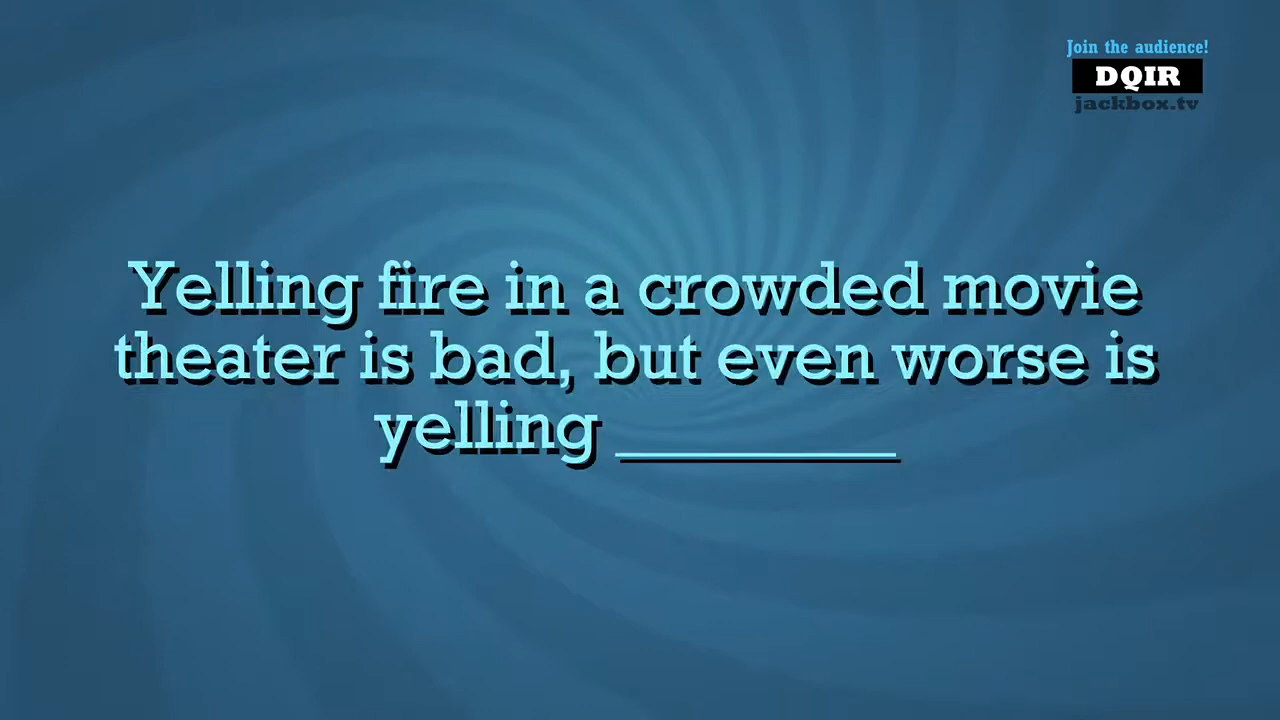 Join the audience!
DQIR
jackbox.tv
Yelling fire in a crowded movie
theater is bad, but even worse is
yelling ________